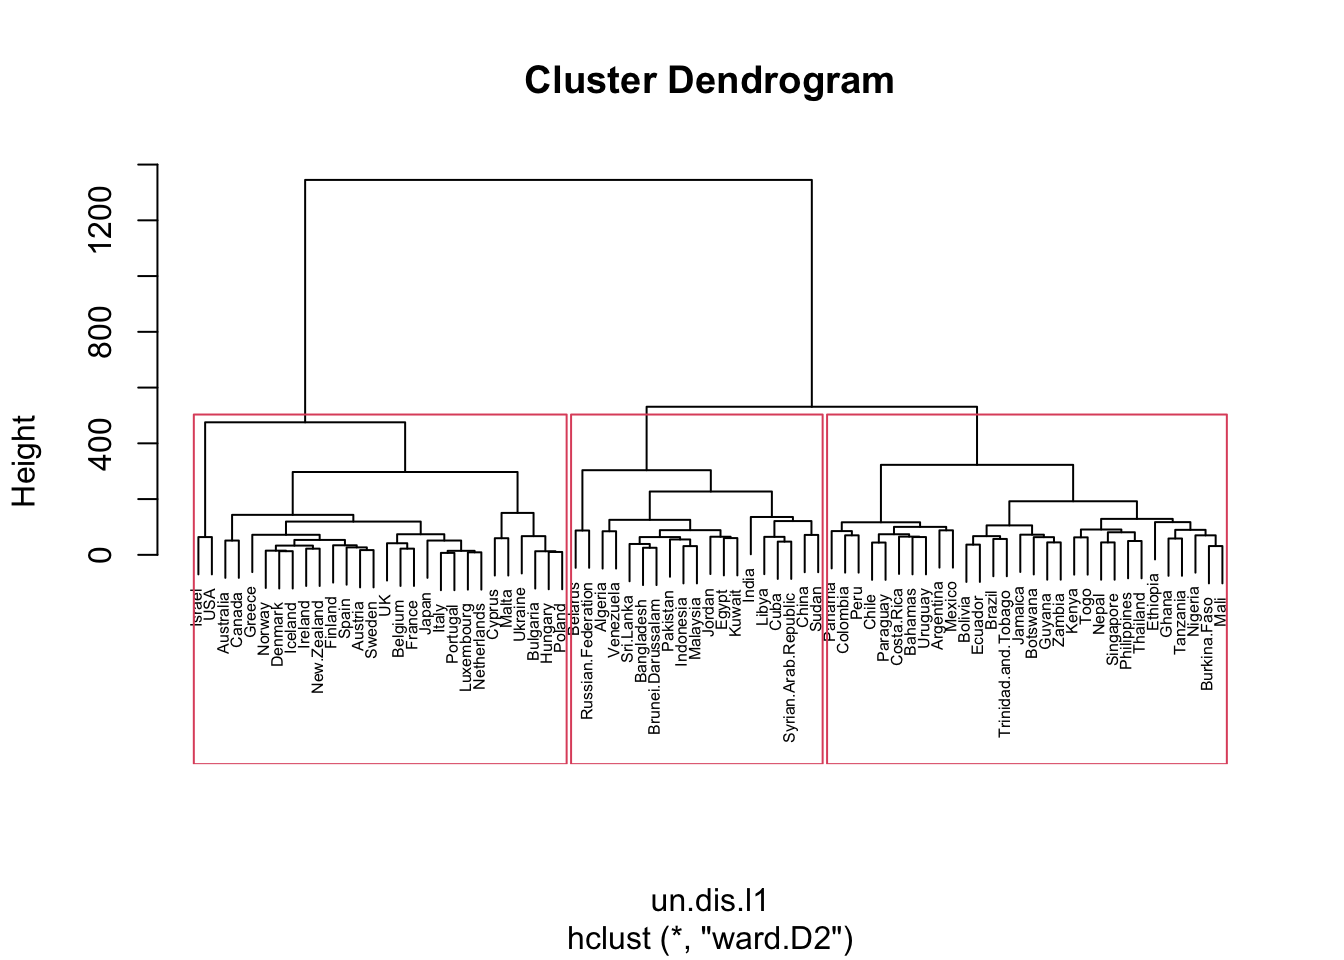 Cluster Dendrogram
Height
0
400
800
1200
Israel
USA
Australia
Canada
Greece
Norway
Denmark
Iceland
Ireland
New.Zealand
Finland
Spain
Austria
Sweden
UK
Belgium
France
Japan
Italy
Portugal
Luxembourg
Netherlands
Cyprus
Malta
Ukraine
Bulgaria
Hungary
Poland
Belarus
Russian.Federation
Algeria
Venezuela
Sri.Lanka
Bangladesh
Brunei.Darussalam
Pakistan
Indonesia
Malaysia
Jordan
Egypt
Kuwait
India
Libya
Cuba
Syrian.Arab.Republic
China
Sudan
Panama
Colombia
Peru
Chile
Paraguay
Costa.Rica
Bahamas
Uruguay
Argentina
Mexico
Bolivia
Ecuador
Brazil
Trinidad.and.Tobago
Jamaica
Botswana
Guyana
Zambia
Kenya
Togo
Nepal
Singapore
Philippines
Thailand
Ethiopia
Ghana
Tanzania
Nigeria
Burkina.Faso
Mali
un.dis.l1
hclust (*, "ward.D2")